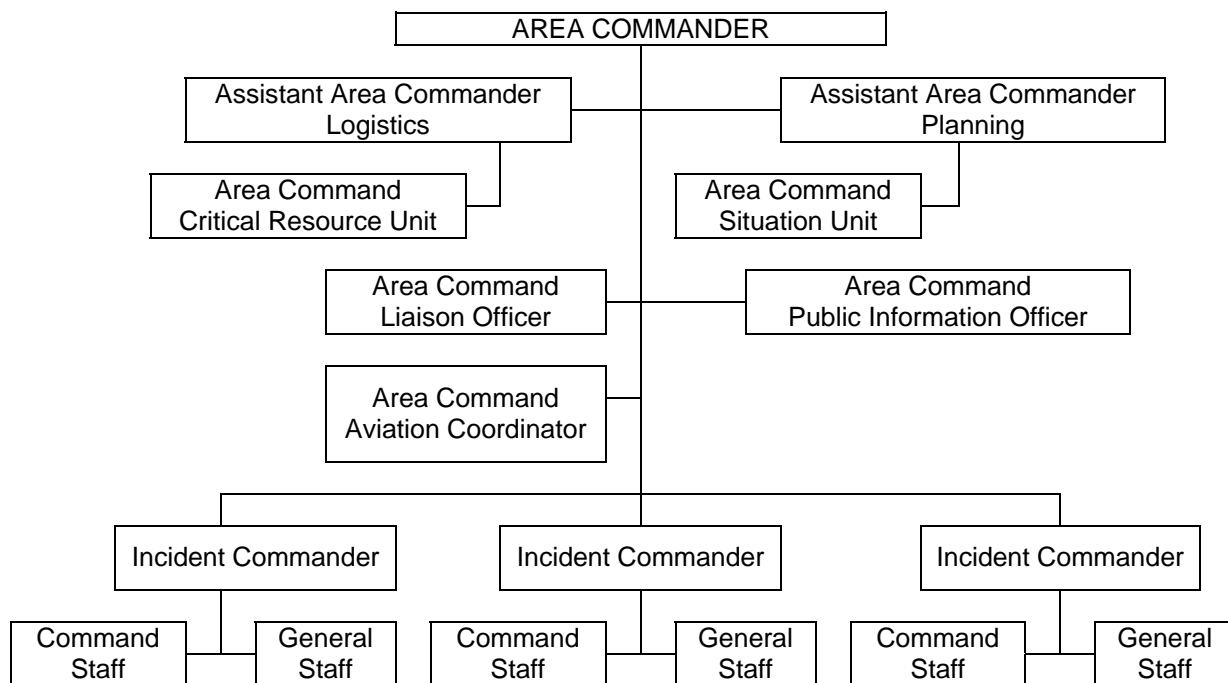 AREA COMMANDER
Assistant Area Commander
Logistics
Assistant Area Commander
Planning
Area Command
Critical Resource Unit
Area Command
Situation Unit
Area Command
Liaison Officer
Area Command
Public Information Officer
Area Command
Aviation Coordinator
Incident Commander
Incident Commander
Incident Commander
Command
Staff
General
Staff
Command
Staff
General
Staff
Command
Staff
General
Staff